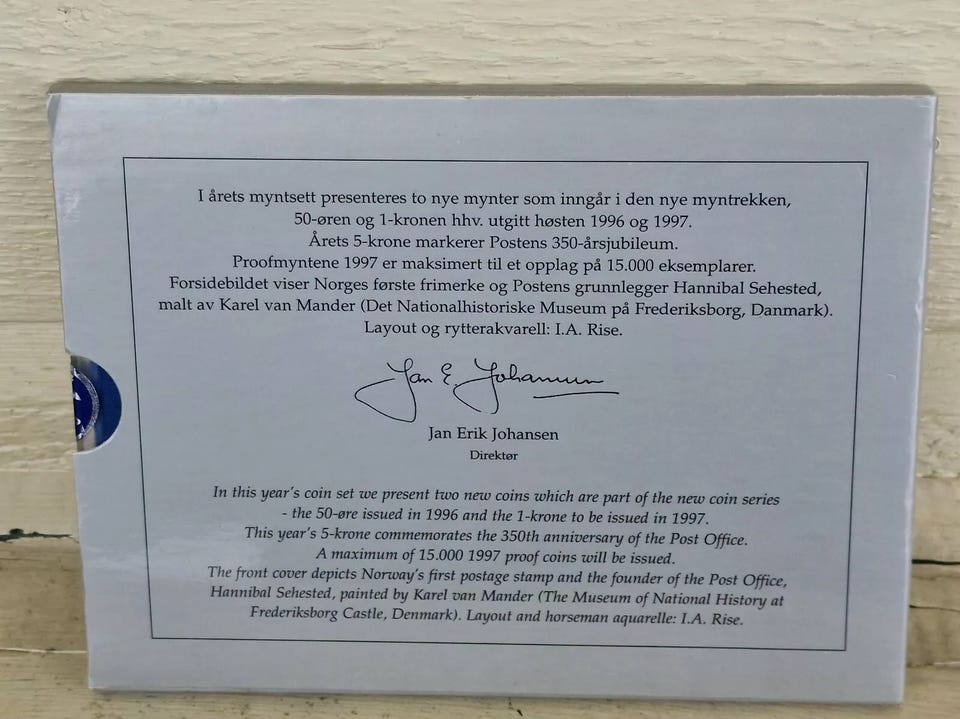 I årets myntsett presenteres to nye mynter som inngår i den nye myntrekken,
50-øren og 1-kronen hhv. utgitt høsten 1996 og 1997.
Årets 5-krone markerer Postens 350-årsjubileum.
Proofmyntene 1997 er maksimert til et opplag på 15.000 eksemplarer.
Forsidebildet viser Norges første frimerke og Postens grunnlegger Hannibal Sehested,
malt av Karel van Mander (Det Nationalhistoriske Museum på Frederiksborg, Danmark).
Layout og rytterakvarell: I.A. Rise.
Jan E. Johansen
Jan Erik Johansen
Direktør
In this year's coin set we present two new coins which are part of the new coin series
- the 50-øre issued in 1996 and the 1-krone to be issued in 1997.
This year's 5-krone commemorates the 350th anniversary of the Post Office.
A maximum of 15.000 1997 proof coins will be issued.
The front cover depicts Norway's first postage stamp and the founder of the Post Office,
Hannibal Sehested, painted by Karel van Mander (The Museum of National History at
Frederiksborg Castle, Denmark). Layout and horseman aquarelle: I.A. Rise.